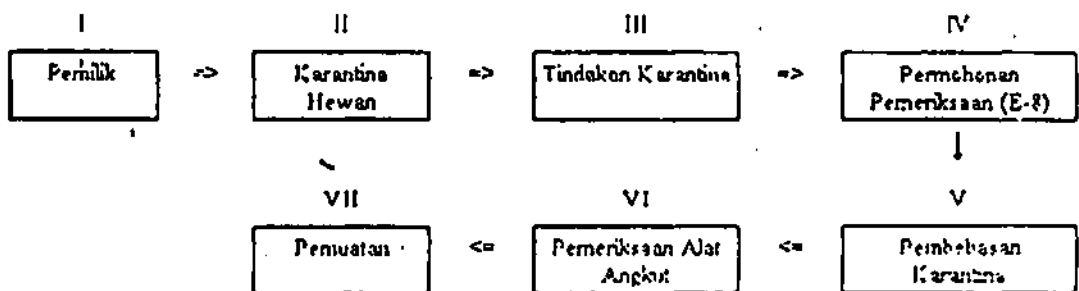 I II III IV
Pemilik => Karantina Hewan => Tindakan Karantina => Permohonan Pemeriksaan (E-8)
VII VI V
Pemuatan <= Pemeriksaan Alat Angkut <= Pembebasan Karantina